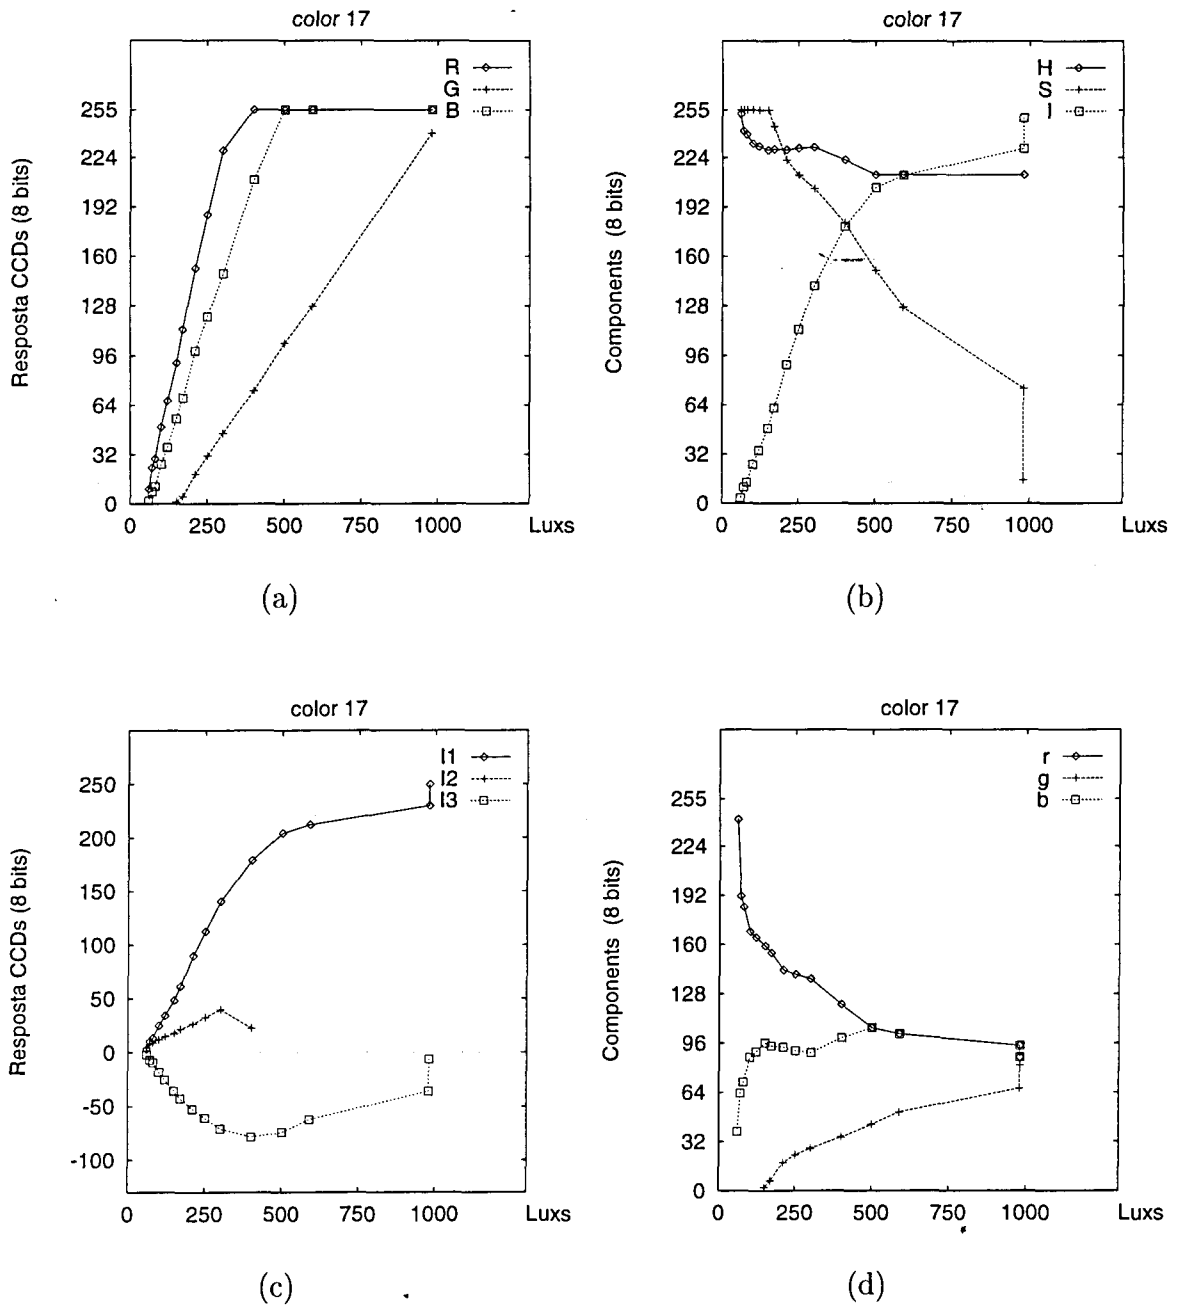 color 17
R
G
B
255
224
192
160
128
96
64
32
0
Resposta CCDs (8 bits)
0 250 500 750 1000 Luxs
(a)
color 17
H
S
I
255
224
192
160
128
96
64
32
0
Components (8 bits)
0 250 500 750 1000 Luxs
(b)
color 17
I1
I2
I3
250
200
150
100
50
0
-50
-100
Resposta CCDs (8 bits)
0 250 500 750 1000 Luxs
(c)
color 17
r
g
b
255
224
192
160
128
96
64
32
0
Components (8 bits)
0 250 500 750 1000 Luxs
(d)